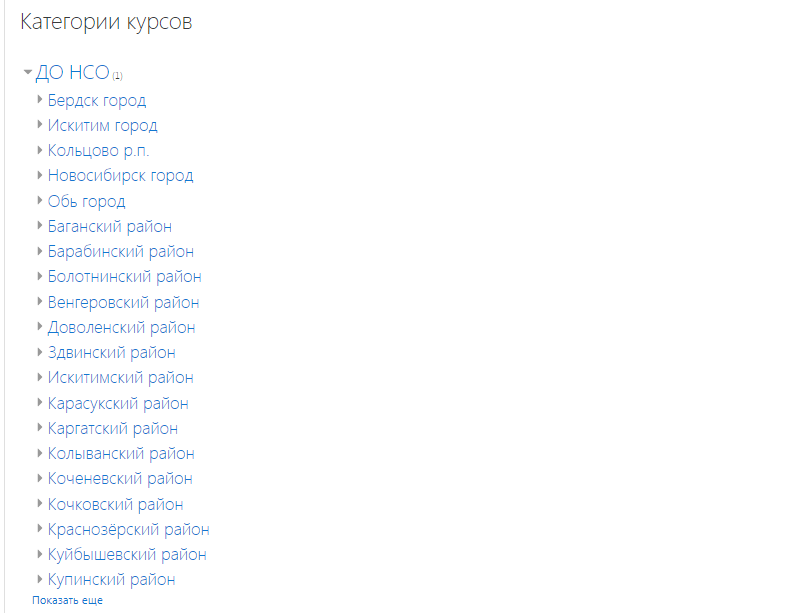 Категории курсов
ДО НСО (1)
Бердск город
Искитим город
Кольцово р.п.
Новосибирск город
Обь город
Баганский район
Барабинский район
Болотнинский район
Венгеровский район
Доволенский район
Здвинский район
Искитимский район
Карасукский район
Каргатский район
Колыванский район
Коченевский район
Кочковский район
Краснозёрский район
Куйбышевский район
Купинский район
Показать еще